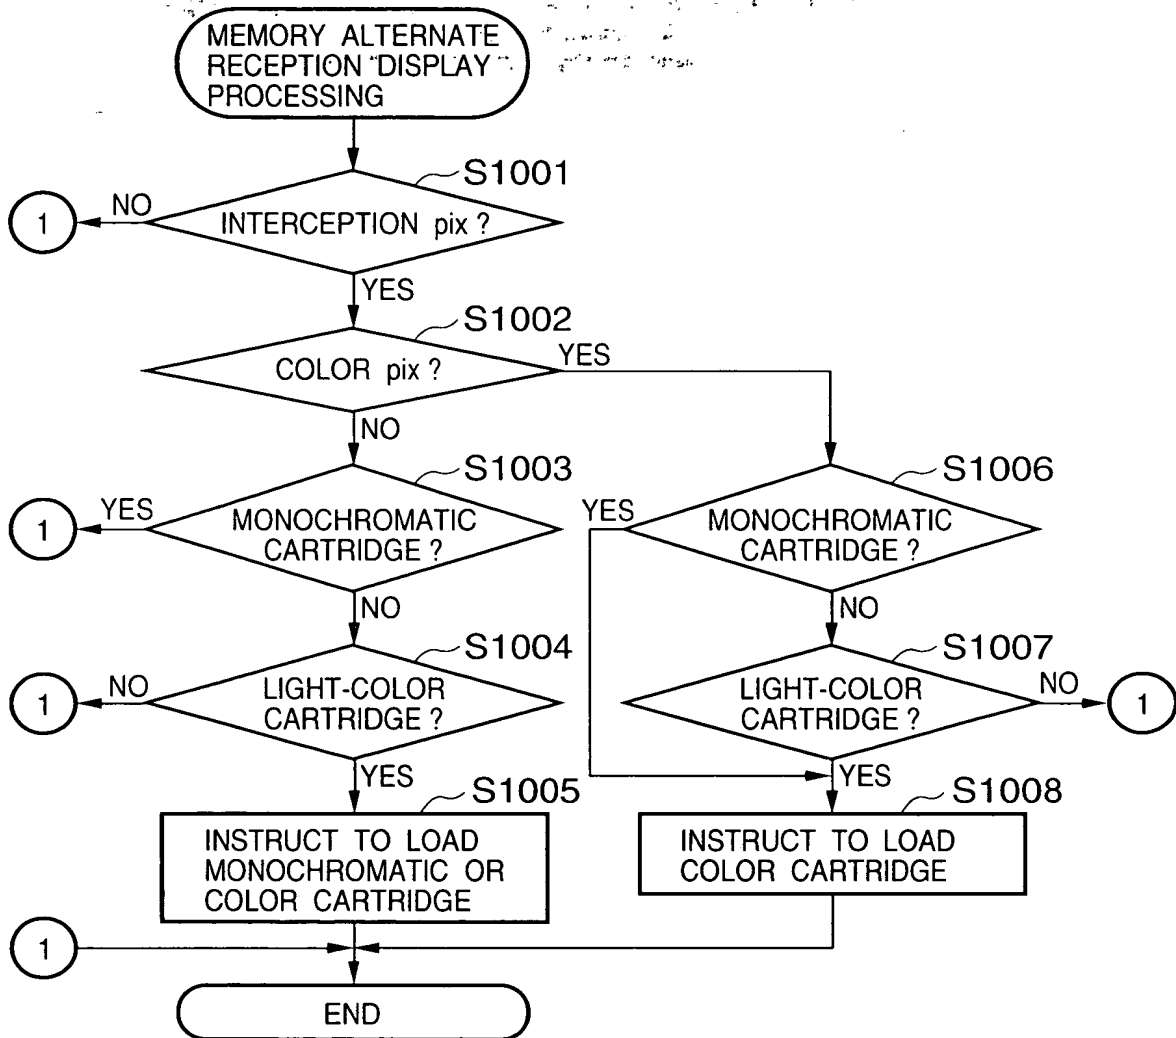 MEMORY ALTERNATE
RECEPTION DISPLAY
PROCESSING
S1001
1
NO
INTERCEPTION pix ?
YES
S1002
COLOR pix ?
YES
NO
S1003
S1006
1
YES
MONOCHROMATIC
CARTRIDGE ?
YES
MONOCHROMATIC
CARTRIDGE ?
NO
NO
S1004
S1007
1
NO
LIGHT-COLOR
CARTRIDGE ?
LIGHT-COLOR
CARTRIDGE ?
NO
1
YES
YES
S1005
S1008
INSTRUCT TO LOAD
MONOCHROMATIC OR
COLOR CARTRIDGE
INSTRUCT TO LOAD
COLOR CARTRIDGE
1
END